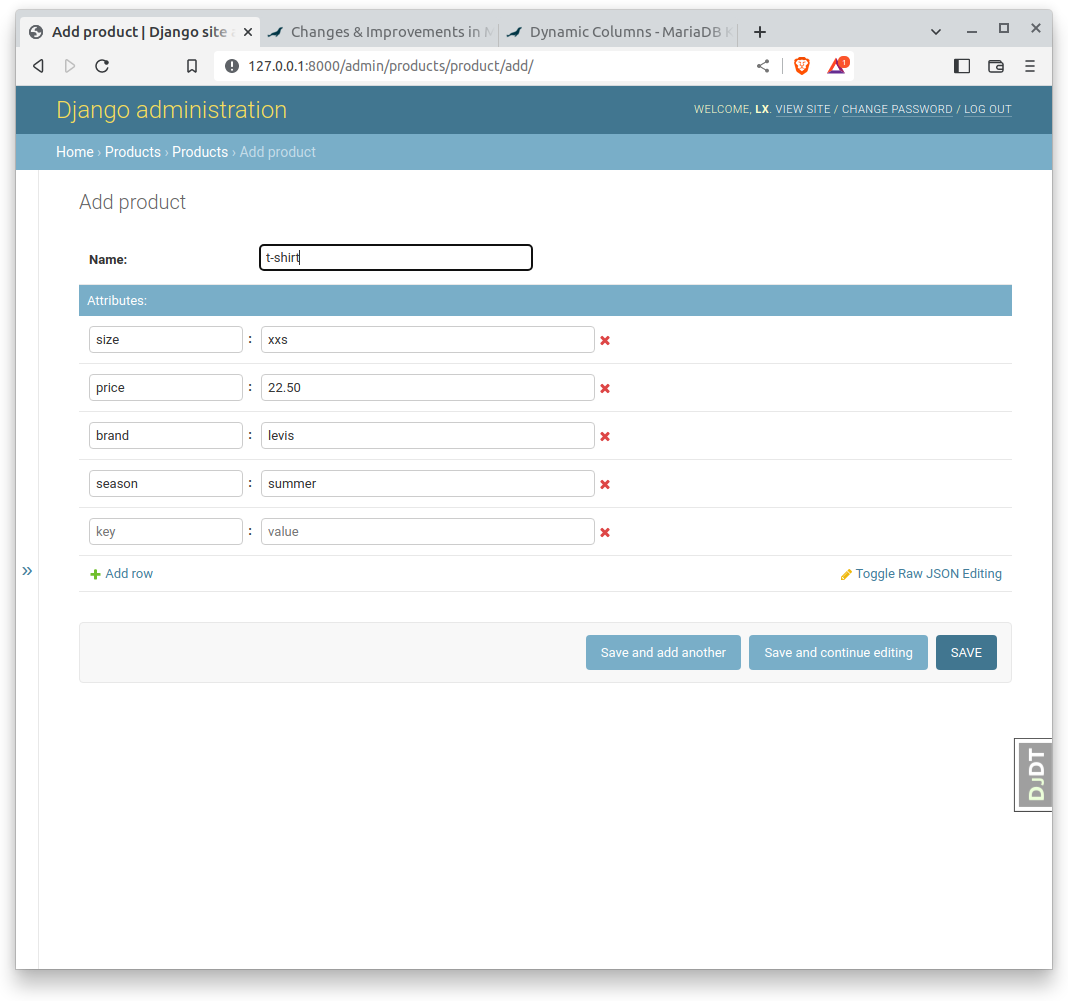 Add product | Django site a
Changes & Improvements in M
Dynamic Columns - MariaDB K
127.0.0.1:8000/admin/products/product/add/
1
Django administration
WELCOME, LX. VIEW SITE / CHANGE PASSWORD / LOG OUT
Home › Products › Products › Add product
Add product
Name: t-shirt
Attributes:
size : xxs
price : 22.50
brand : levis
season : summer
key : value
»
Add row
Toggle Raw JSON Editing
Save and add another
Save and continue editing
SAVE
DJDT